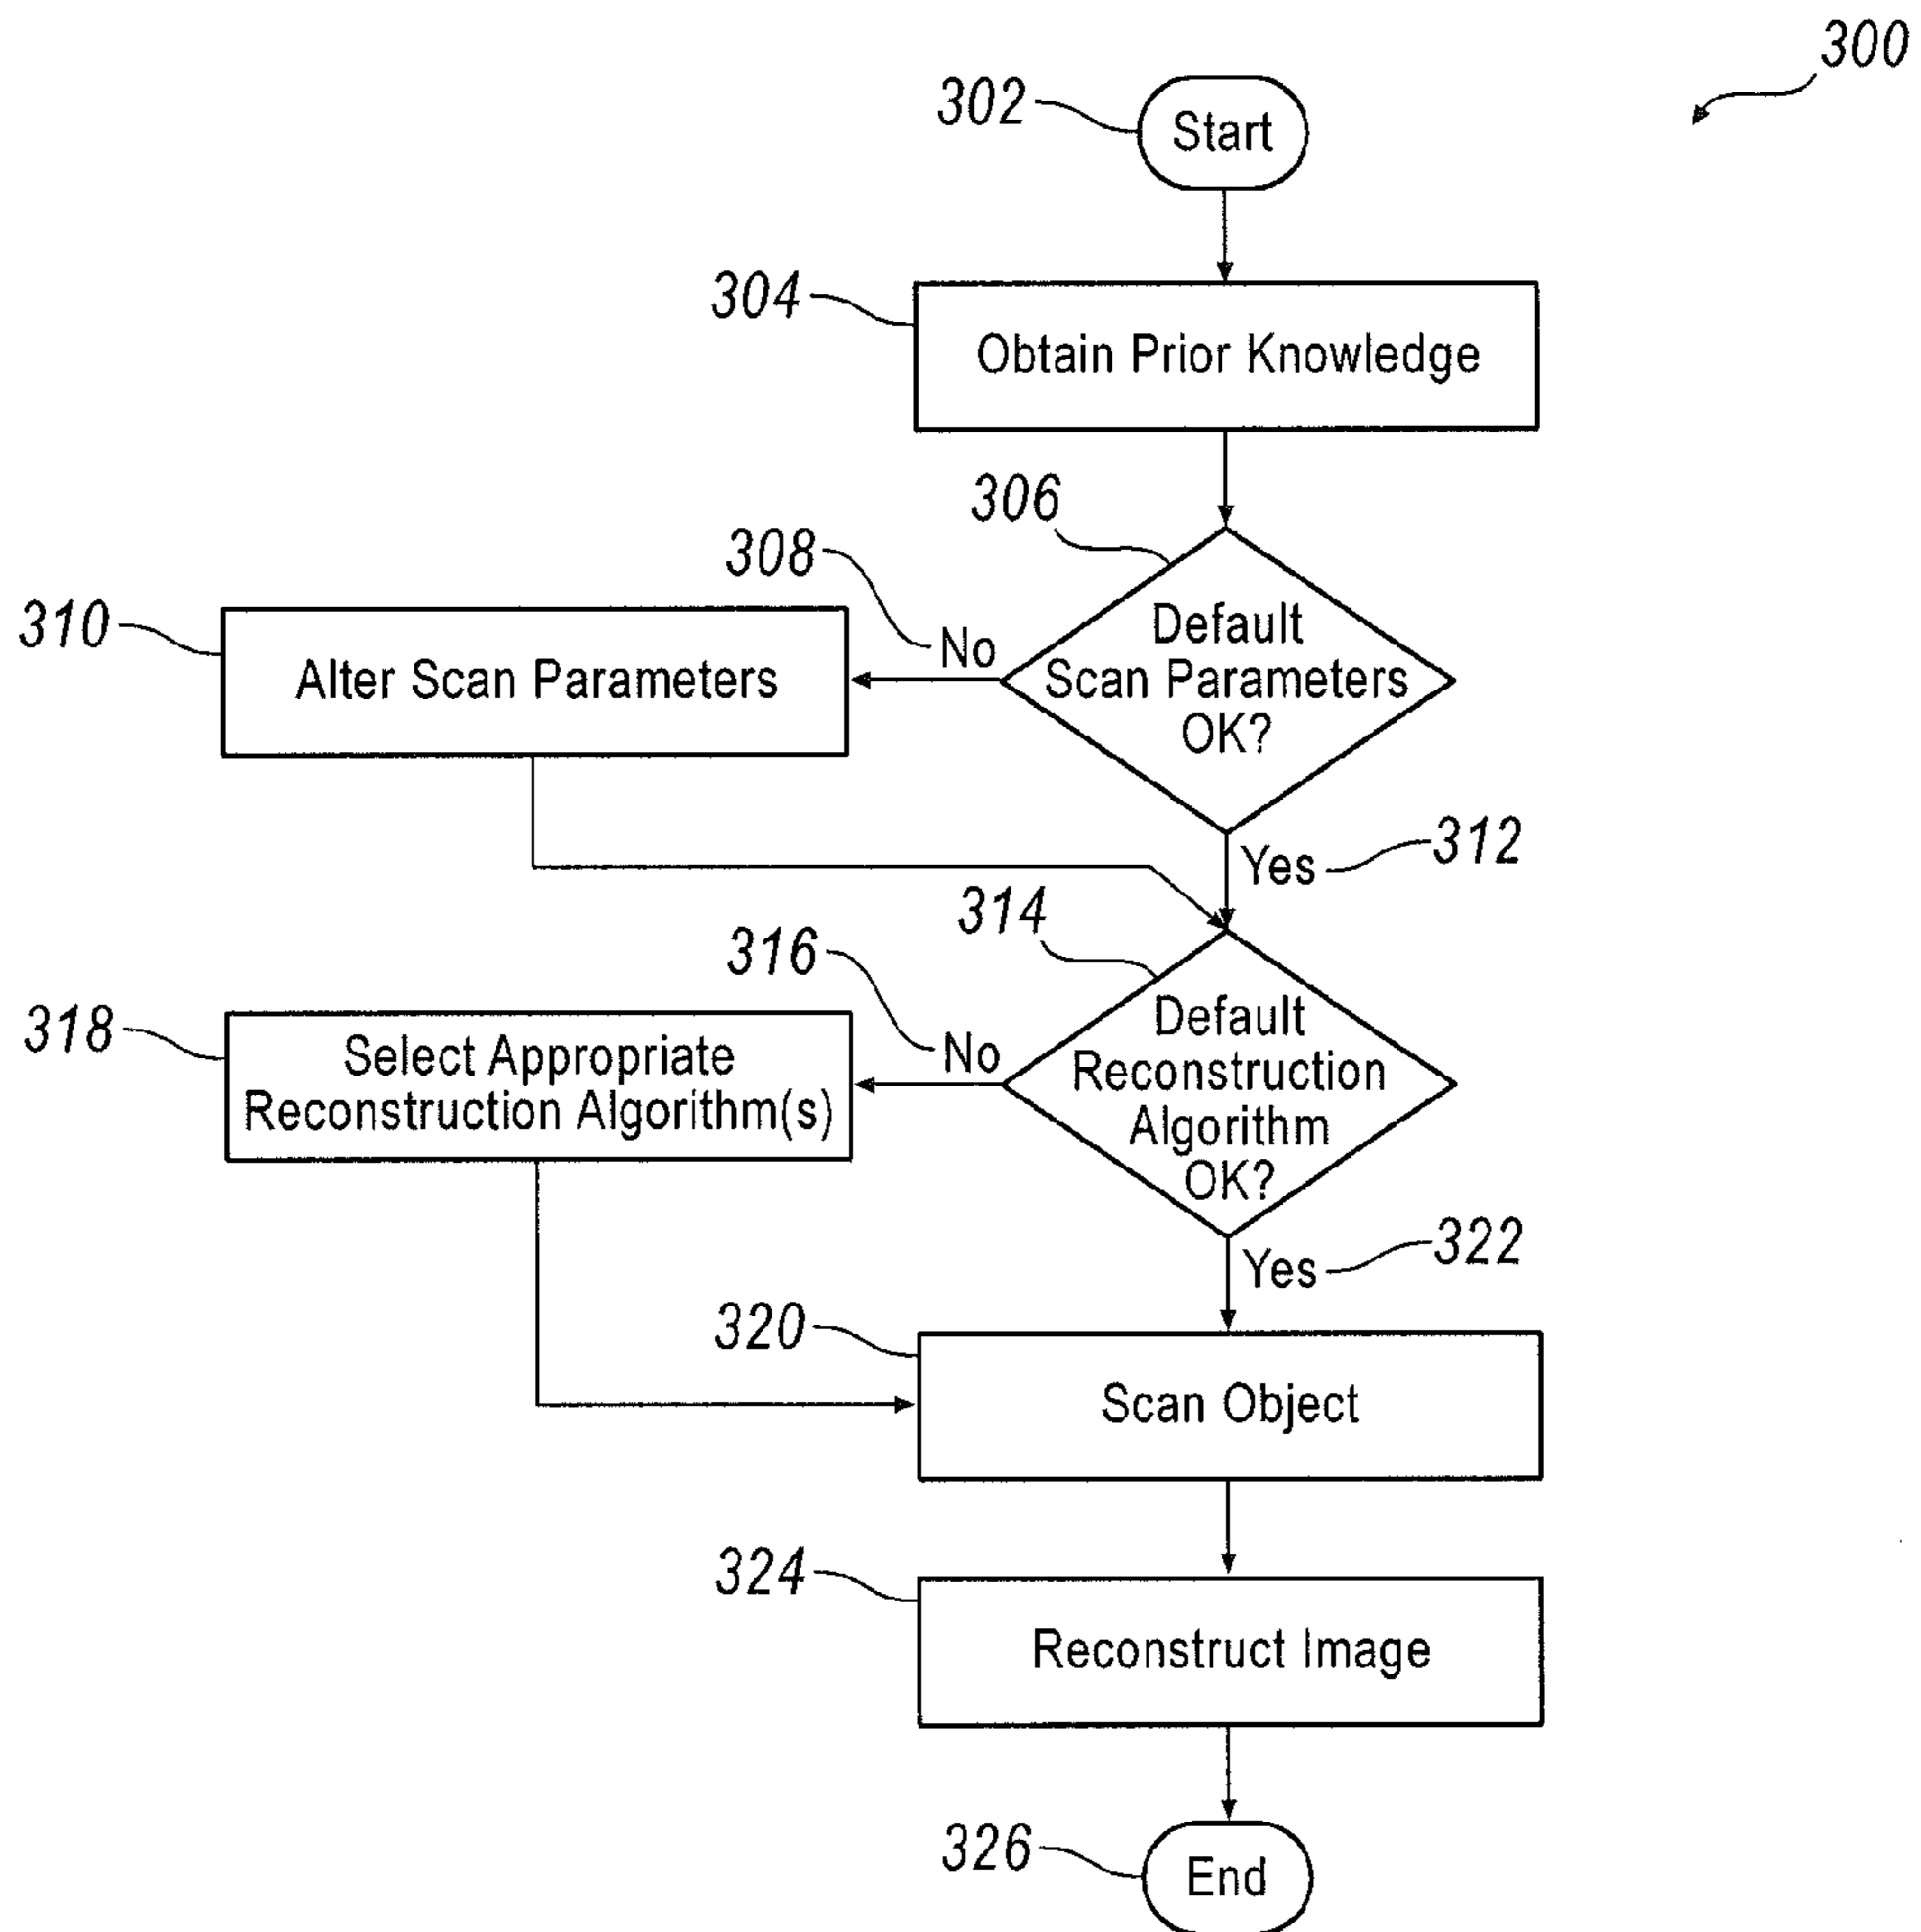 300
302
Start
304
Obtain Prior Knowledge
306
308
310
Default
Scan Parameters
OK?
No
Alter Scan Parameters
312
Yes
314
316
318
Default
Reconstruction
Algorithm
OK?
No
Select Appropriate
Reconstruction Algorithm(s)
322
Yes
320
Scan Object
324
Reconstruct Image
326
End